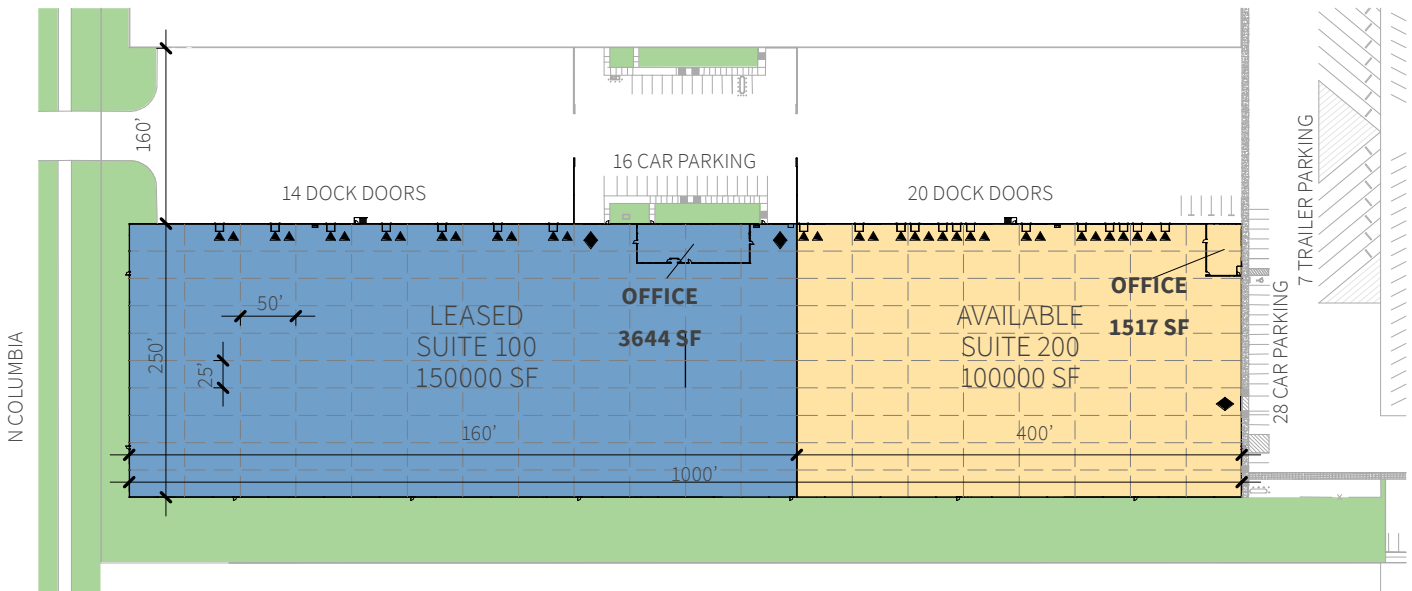 160’
16 CAR PARKING
14 DOCK DOORS
20 DOCK DOORS
7 TRAILER PARKING
28 CAR PARKING
N COLUMBIA
50’
250’
25’
LEASED
SUITE 100
150000 SF
OFFICE
3644 SF
AVAILABLE
SUITE 200
100000 SF
OFFICE
1517 SF
160’
400’
1000’